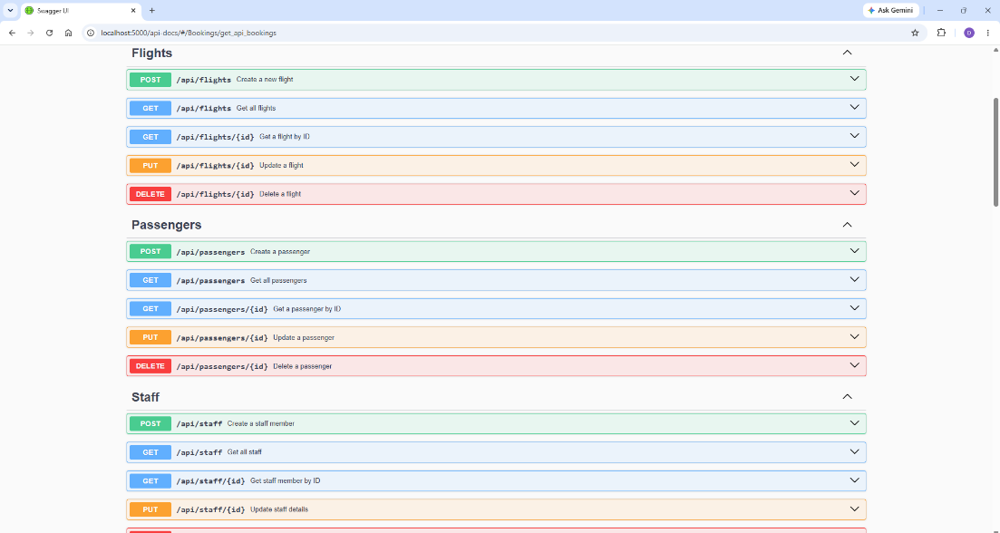 Swagger UI
Ask Gemini
localhost:5000/api-docs/#/Bookings/get_api_bookings
D
Flights
POST /api/flights Create a new flight
GET /api/flights Get all flights
GET /api/flights/{id} Get a flight by ID
PUT /api/flights/{id} Update a flight
DELETE /api/flights/{id} Delete a flight
Passengers
POST /api/passengers Create a passenger
GET /api/passengers Get all passengers
GET /api/passengers/{id} Get a passenger by ID
PUT /api/passengers/{id} Update a passenger
DELETE /api/passengers/{id} Delete a passenger
Staff
POST /api/staff Create a staff member
GET /api/staff Get all staff
GET /api/staff/{id} Get staff member by ID
PUT /api/staff/{id} Update staff details